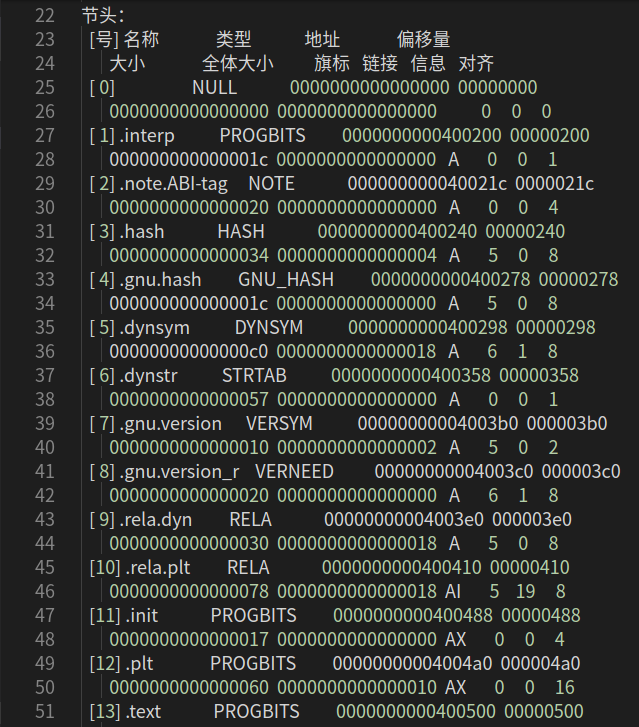 22 节头:
23 [号] 名称 类型 地址 偏移量
24 大小 全体大小 旗标 链接 信息 对齐
25 [ 0] NULL 0000000000000000 00000000
26 0000000000000000 0000000000000000 0 0 0
27 [ 1] .interp PROGBITS 0000000000400200 00000200
28 000000000000001c 0000000000000000 A 0 0 1
29 [ 2] .note.ABI-tag NOTE 000000000040021c 0000021c
30 0000000000000020 0000000000000000 A 0 0 4
31 [ 3] .hash HASH 0000000000400240 00000240
32 0000000000000034 0000000000000004 A 5 0 8
33 [ 4] .gnu.hash GNU_HASH 0000000000400278 00000278
34 000000000000001c 0000000000000000 A 5 0 8
35 [ 5] .dynsym DYNSYM 0000000000400298 00000298
36 00000000000000c0 0000000000000018 A 6 1 8
37 [ 6] .dynstr STRTAB 0000000000400358 00000358
38 0000000000000057 0000000000000000 A 0 0 1
39 [ 7] .gnu.version VERSYM 00000000004003b0 000003b0
40 0000000000000010 0000000000000002 A 5 0 2
41 [ 8] .gnu.version_r VERNEED 00000000004003c0 000003c0
42 0000000000000020 0000000000000000 A 6 1 8
43 [ 9] .rela.dyn RELA 00000000004003e0 000003e0
44 0000000000000030 0000000000000018 A 5 0 8
45 [10] .rela.plt RELA 0000000000400410 00000410
46 0000000000000078 0000000000000018 AI 5 19 8
47 [11] .init PROGBITS 0000000000400488 00000488
48 0000000000000017 0000000000000000 AX 0 0 4
49 [12] .plt PROGBITS 00000000004004a0 000004a0
50 0000000000000060 0000000000000010 AX 0 0 16
51 [13] .text PROGBITS 0000000000400500 00000500